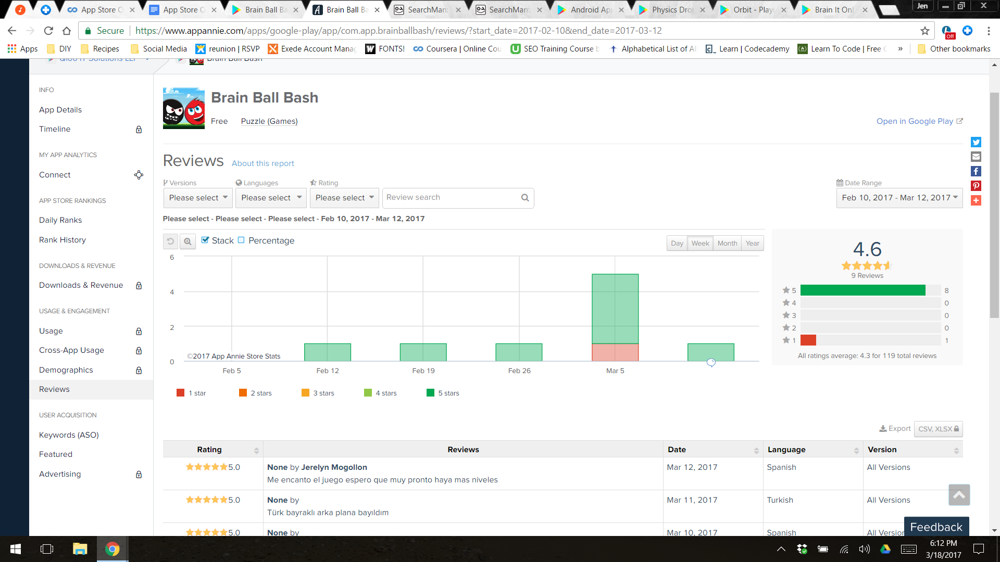 App Store O
App Store O
Brain Ball Ba
Brain Ball Ba
SearchMan
SearchMan
Android App
Physics Drop
Orbit - Playi
Brain It On!
Jen
Secure
https://www.appannie.com/apps/google-play/app/com.app.brainballbash/reviews/?start_date=2017-02-10&end_date=2017-03-12
Off
Apps
DIY
Recipes
Social Media
reunion | RSVP
Exede Account Manag
FONTS!
Coursera | Online Cou
SEO Training Course b
Alphabetical List of Al
Learn | Codecademy
Learn To Code | Free C
»
Other bookmarks
Brain Ball Bash
INFO
App Details
Timeline
MY APP ANALYTICS
Connect
APP STORE RANKINGS
Daily Ranks
Rank History
DOWNLOADS & REVENUE
Downloads & Revenue
USAGE & ENGAGEMENT
Usage
Cross-App Usage
Demographics
Reviews
USER ACQUISITION
Keywords (ASO)
Featured
Advertising
Brain Ball Bash
Free Puzzle (Games)
Open in Google Play
Reviews About this report
Versions Languages Rating
Please select Please select Please select Review search
Date Range
Feb 10, 2017 - Mar 12, 2017
Please select - Please select - Please select - Feb 10, 2017 - Mar 12, 2017
Stack Percentage
Day Week Month Year
6
4
2
0
©2017 App Annie Store Stats
Feb 5 Feb 12 Feb 19 Feb 26 Mar 5
1 star 2 stars 3 stars 4 stars 5 stars
4.6
9 Reviews
5 8
4 0
3 0
2 0
1 1
All ratings average: 4.3 for 119 total reviews
Export CSV, XLSX
Rating Reviews Date Language Version
5.0 None by Jerelyn Mogollon Mar 12, 2017 Spanish All Versions
Me encanto el juego espero que muy pronto haya mas niveles
5.0 None by Mar 11, 2017 Turkish All Versions
Türk bayraklı arka plana bayıldım
5.0 None by Mar 10, 2017 Spanish All Version
Feedback
6:12 PM
3/18/2017